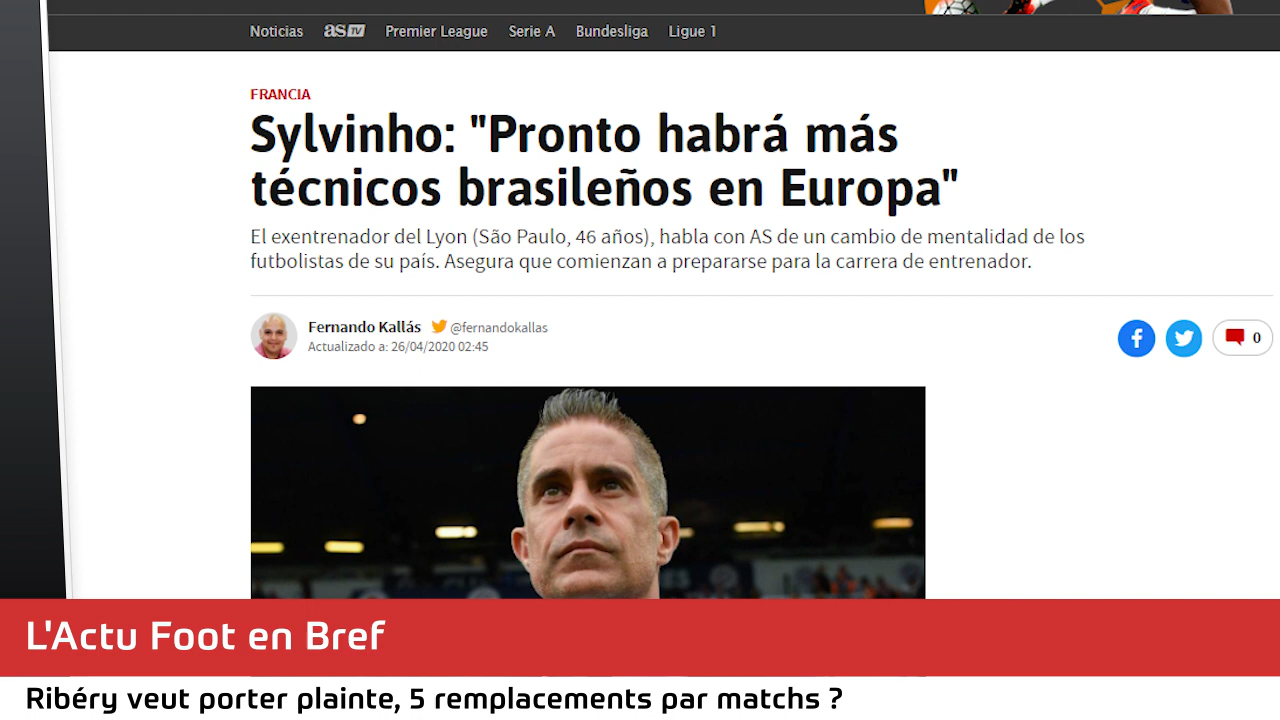 Noticias as TV Premier League Serie A Bundesliga Ligue 1
FRANCIA
Sylvinho: "Pronto habrá más
técnicos brasileños en Europa"
El exentrenador del Lyon (São Paulo, 46 años), habla con AS de un cambio de mentalidad de los
futbolistas de su país. Asegura que comienzan a prepararse para la carrera de entrenador.
Fernando Kallás @fernandokallas
Actualizado a: 26/04/2020 02:45
0
L'Actu Foot en Bref
Ribéry veut porter plainte, 5 remplacements par matchs ?